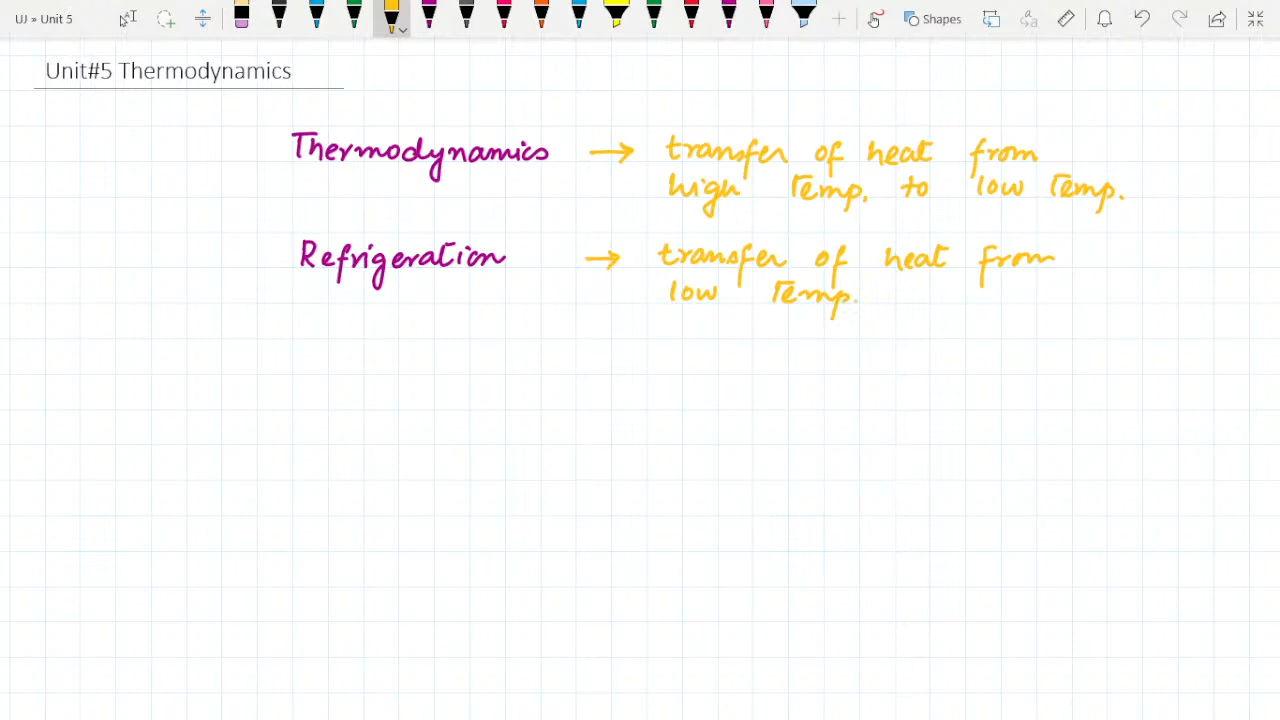 UJ » Unit 5
Shapes
Unit#5 Thermodynamics
Thermodynamics → transfer of heat from
high temp. to low temp.
Refrigeration → transfer of heat from
low temp.